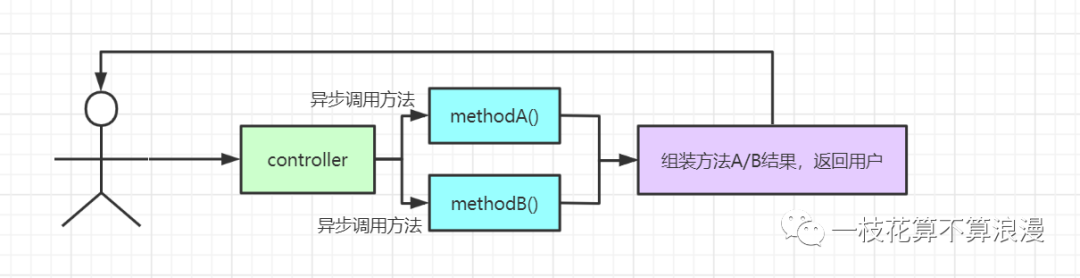 异步调用方法
methodA()
controller
组装方法A/B结果，返回用户
methodB()
异步调用方法
一枝花算不算浪漫